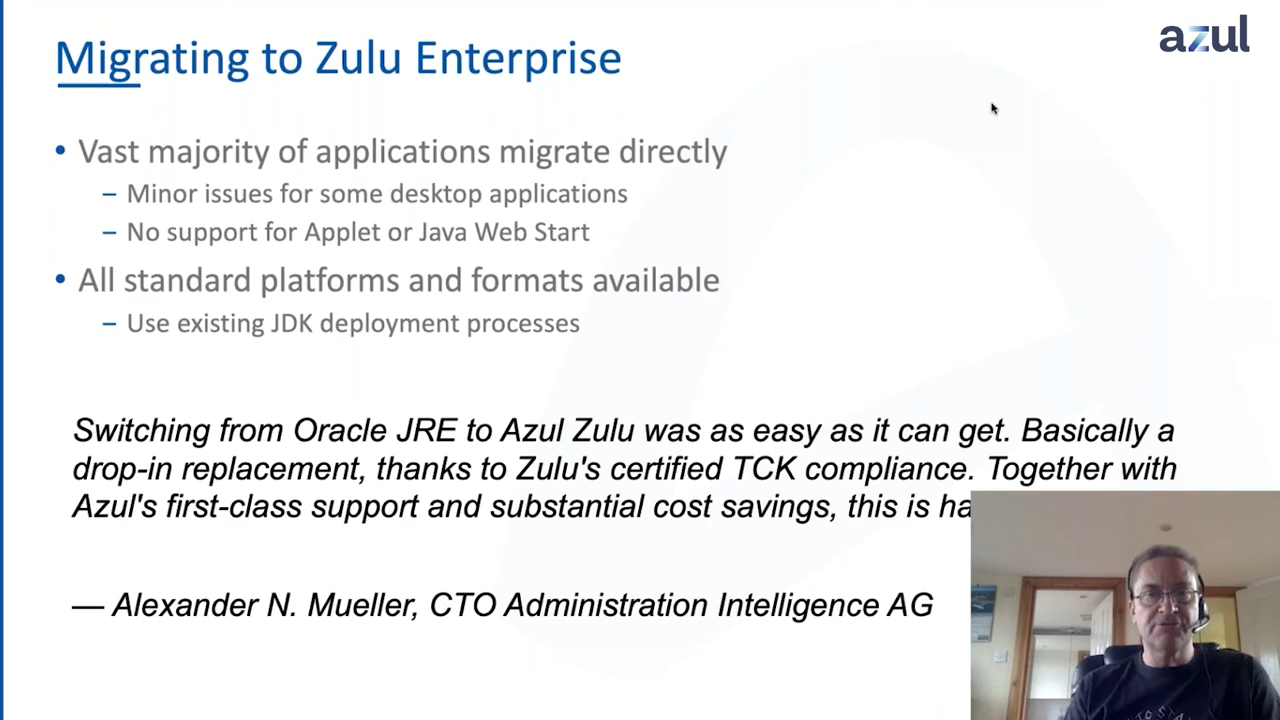 azul
Migrating to Zulu Enterprise
• Vast majority of applications migrate directly
– Minor issues for some desktop applications
– No support for Applet or Java Web Start
• All standard platforms and formats available
– Use existing JDK deployment processes
Switching from Oracle JRE to Azul Zulu was as easy as it can get. Basically a
drop-in replacement, thanks to Zulu's certified TCK compliance. Together with
Azul's first-class support and substantial cost savings, this is
— Alexander N. Mueller, CTO Administration Intelligence AG